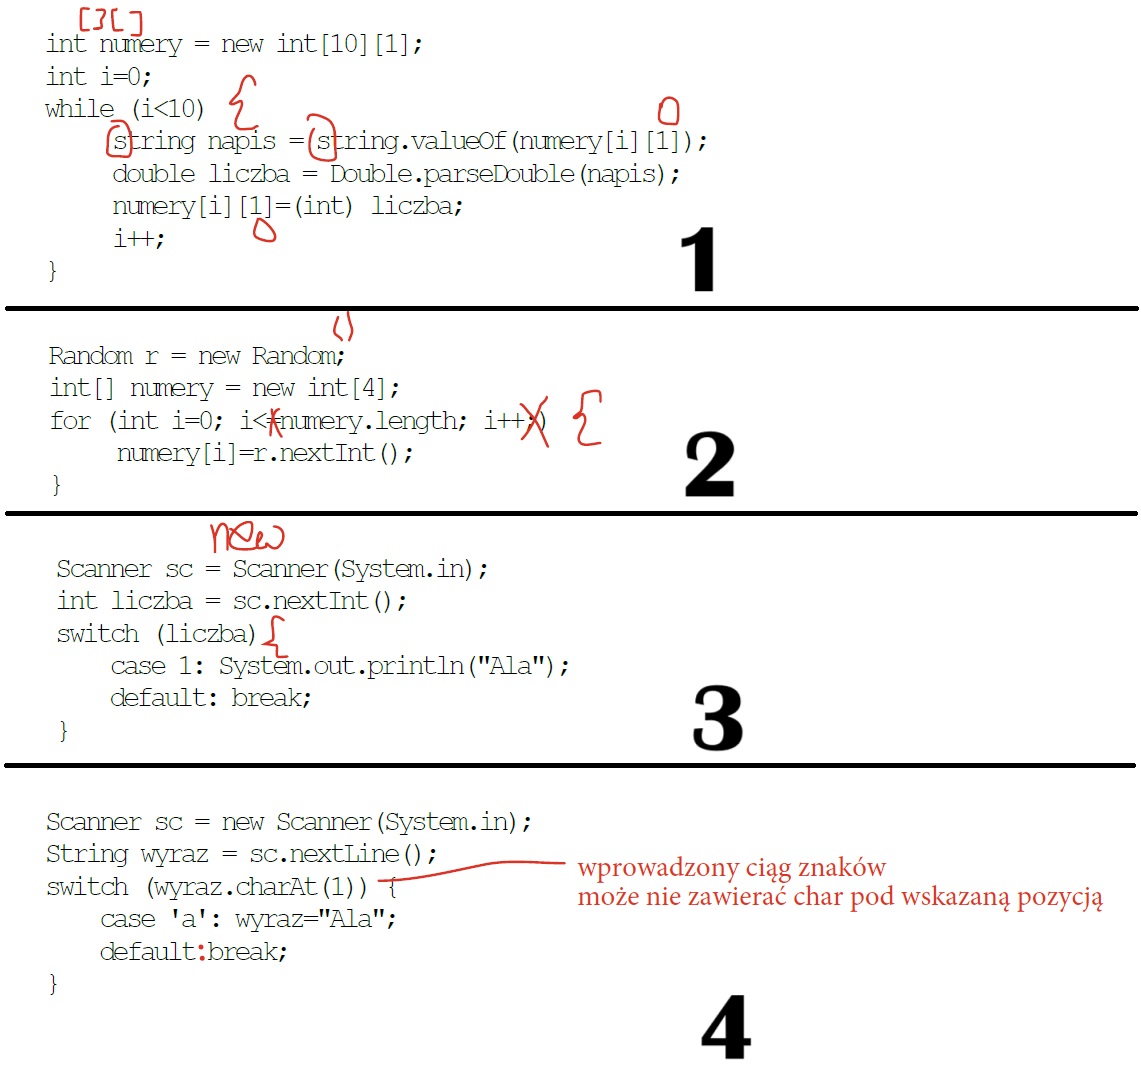 [][]
int numery = new int[10][1];
int i=0;
while (i<10) {
0
string napis = string.valueOf(numery[i][1]);
double liczba = Double.parseDouble(napis);
numery[i][1]=(int) liczba;
0
i++;
}
1
()
Random r = new Random;
int[] numery = new int[4];
for (int i=0; i<=numery.length; i++;) {
numery[i]=r.nextInt();
}
2
new
Scanner sc = Scanner(System.in);
int liczba = sc.nextInt();
switch (liczba) {
case 1: System.out.println("Ala");
default: break;
}
3
Scanner sc = new Scanner(System.in);
String wyraz = sc.nextLine();
switch (wyraz.charAt(1)) {
wprowadzony ciąg znaków
może nie zawierać char pod wskazaną pozycją
case 'a': wyraz="Ala";
default:break;
}
4